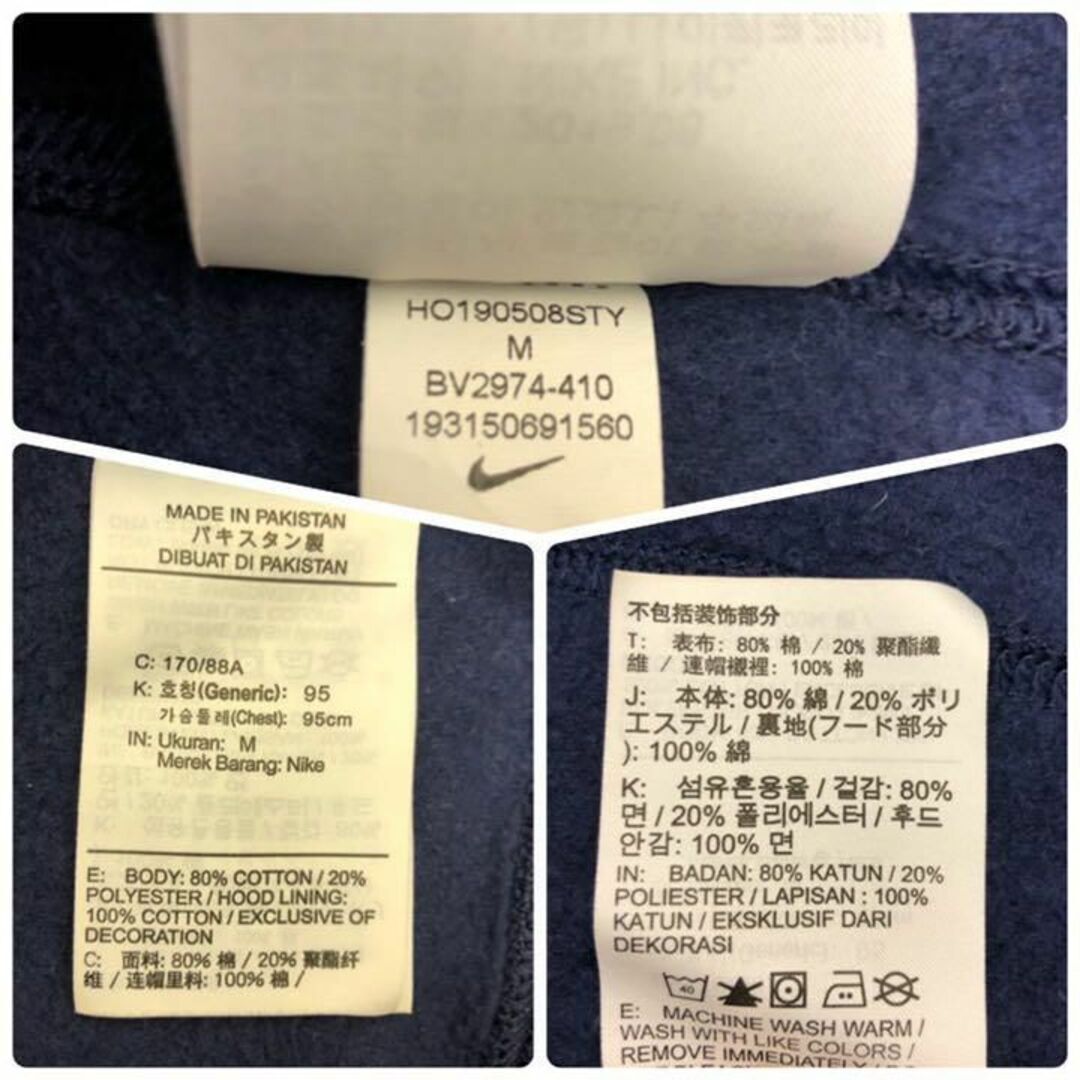 HO190508STY
M
BV2974-410
193150691560
MADE IN PAKISTAN
パキスタン製
DIBUAT DI PAKISTAN
C: 170/88A
K: 호칭(Generic): 95
가슴둘레(Chest): 95cm
IN: Ukuran: M
Merek Barang: Nike
E: BODY: 80% COTTON / 20%
POLYESTER / HOOD LINING:
100% COTTON / EXCLUSIVE OF
DECORATION
C: 面料: 80% 棉 / 20% 聚酯纤
维 / 连帽里料: 100% 棉 /
不包括装饰部分
T: 表布: 80% 棉 / 20% 聚酯纖
維 / 連帽襯裡: 100% 棉
J: 本体: 80% 綿 / 20% ポリ
エステル / 裏地(フード部分
): 100% 綿
K: 섬유혼용율 / 겉감: 80%
면 / 20% 폴리에스터 / 후드
안감: 100% 면
IN: BADAN: 80% KATUN / 20%
POLIESTER / LAPISAN : 100%
KATUN / EKSKLUSIF DARI
DEKORASI
40
E: MACHINE WASH WARM /
WASH WITH LIKE COLORS /
REMOVE IMMEDIATELY /